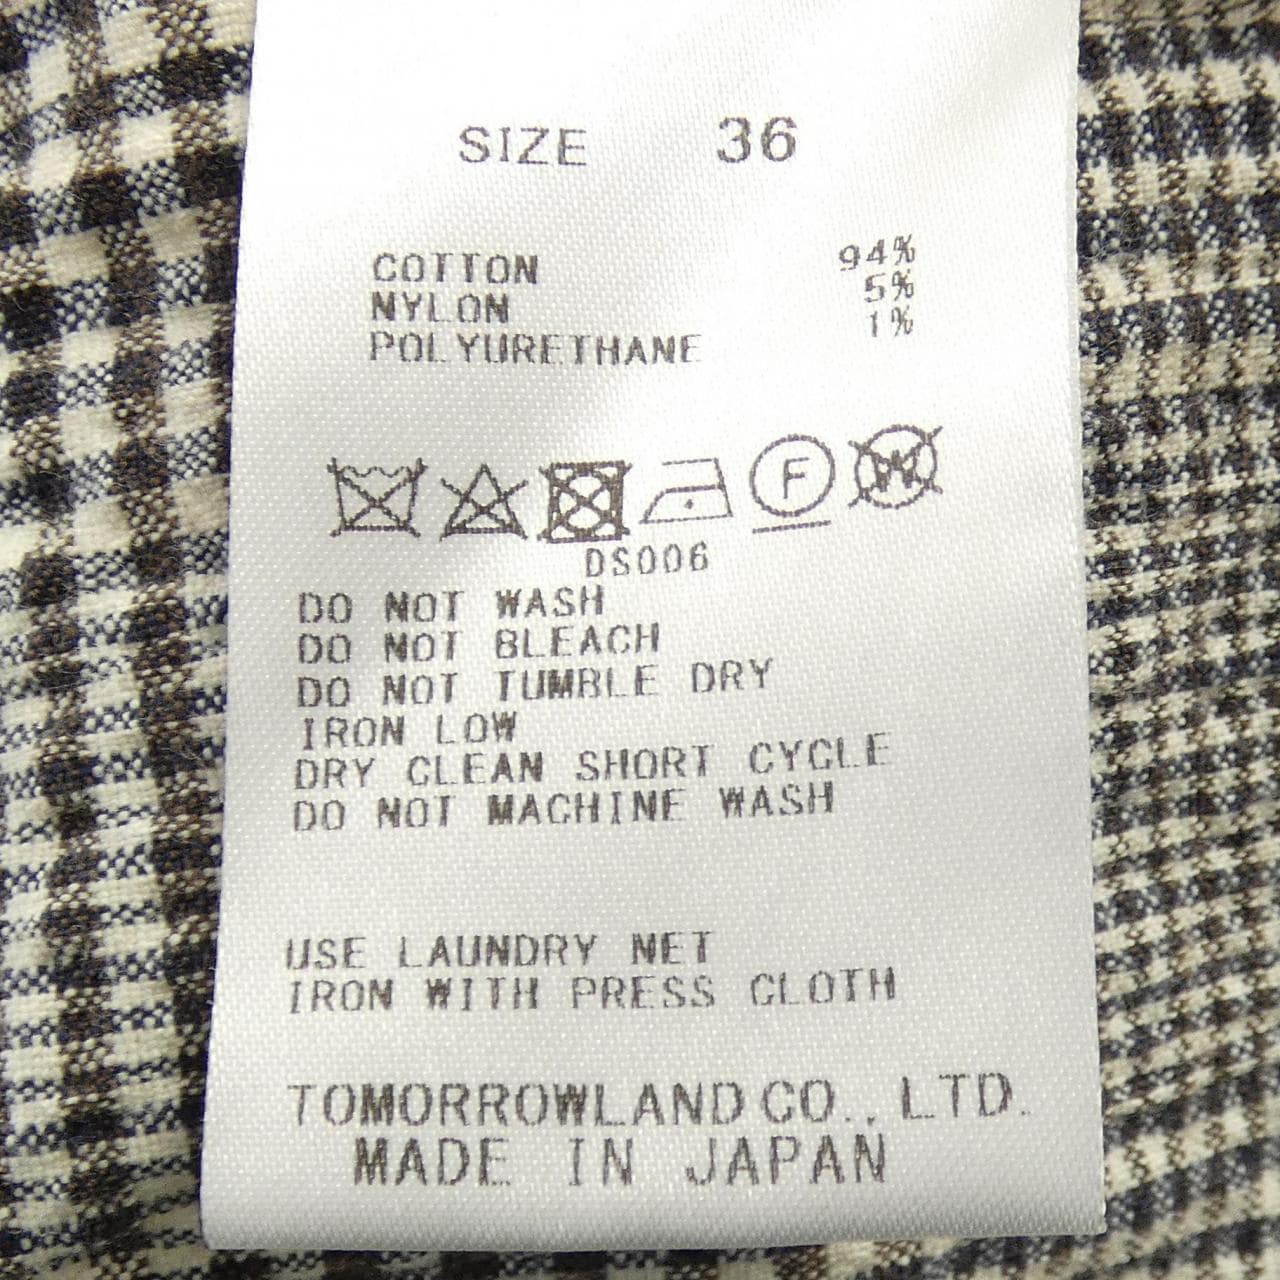 SIZE 36
COTTON 94%
NYLON 5%
POLYURETHANE 1%
F W
DS006
DO NOT WASH
DO NOT BLEACH
DO NOT TUMBLE DRY
IRON LOW
DRY CLEAN SHORT CYCLE
DO NOT MACHINE WASH
USE LAUNDRY NET
IRON WITH PRESS CLOTH
TOMORROWLAND CO., LTD.
MADE IN JAPAN